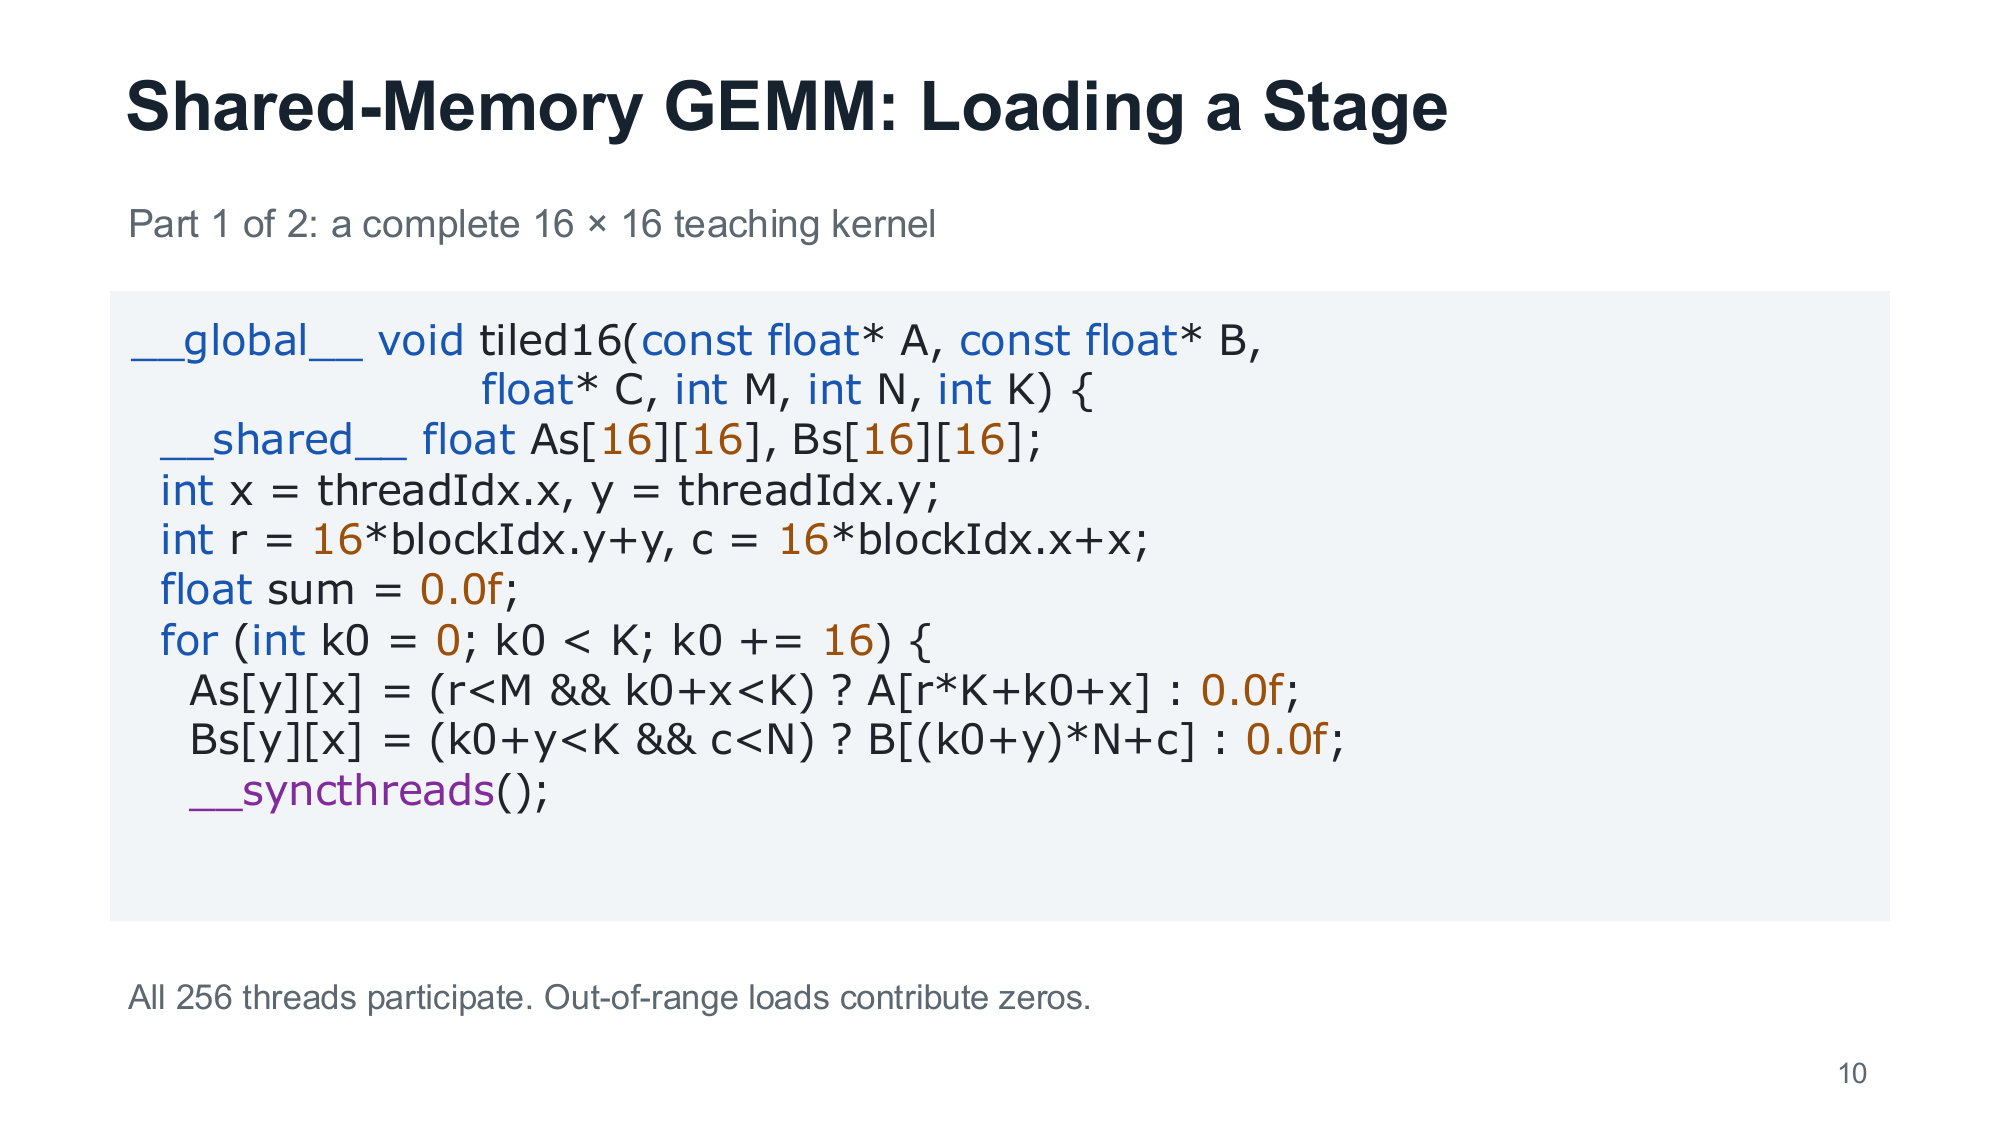 Shared-Memory GEMM: Loading a Stage
Part 1 of 2: a complete 16 × 16 teaching kernel
__global__ void tiled16(const float* A, const float* B,
float* C, int M, int N, int K) {
__shared__ float As[16][16], Bs[16][16];
int x = threadIdx.x, y = threadIdx.y;
int r = 16*blockIdx.y+y, c = 16*blockIdx.x+x;
float sum = 0.0f;
for (int k0 = 0; k0 < K; k0 += 16) {
As[y][x] = (r<M && k0+x<K) ? A[r*K+k0+x] : 0.0f;
Bs[y][x] = (k0+y<K && c<N) ? B[(k0+y)*N+c] : 0.0f;
__syncthreads();
All 256 threads participate. Out-of-range loads contribute zeros.
10